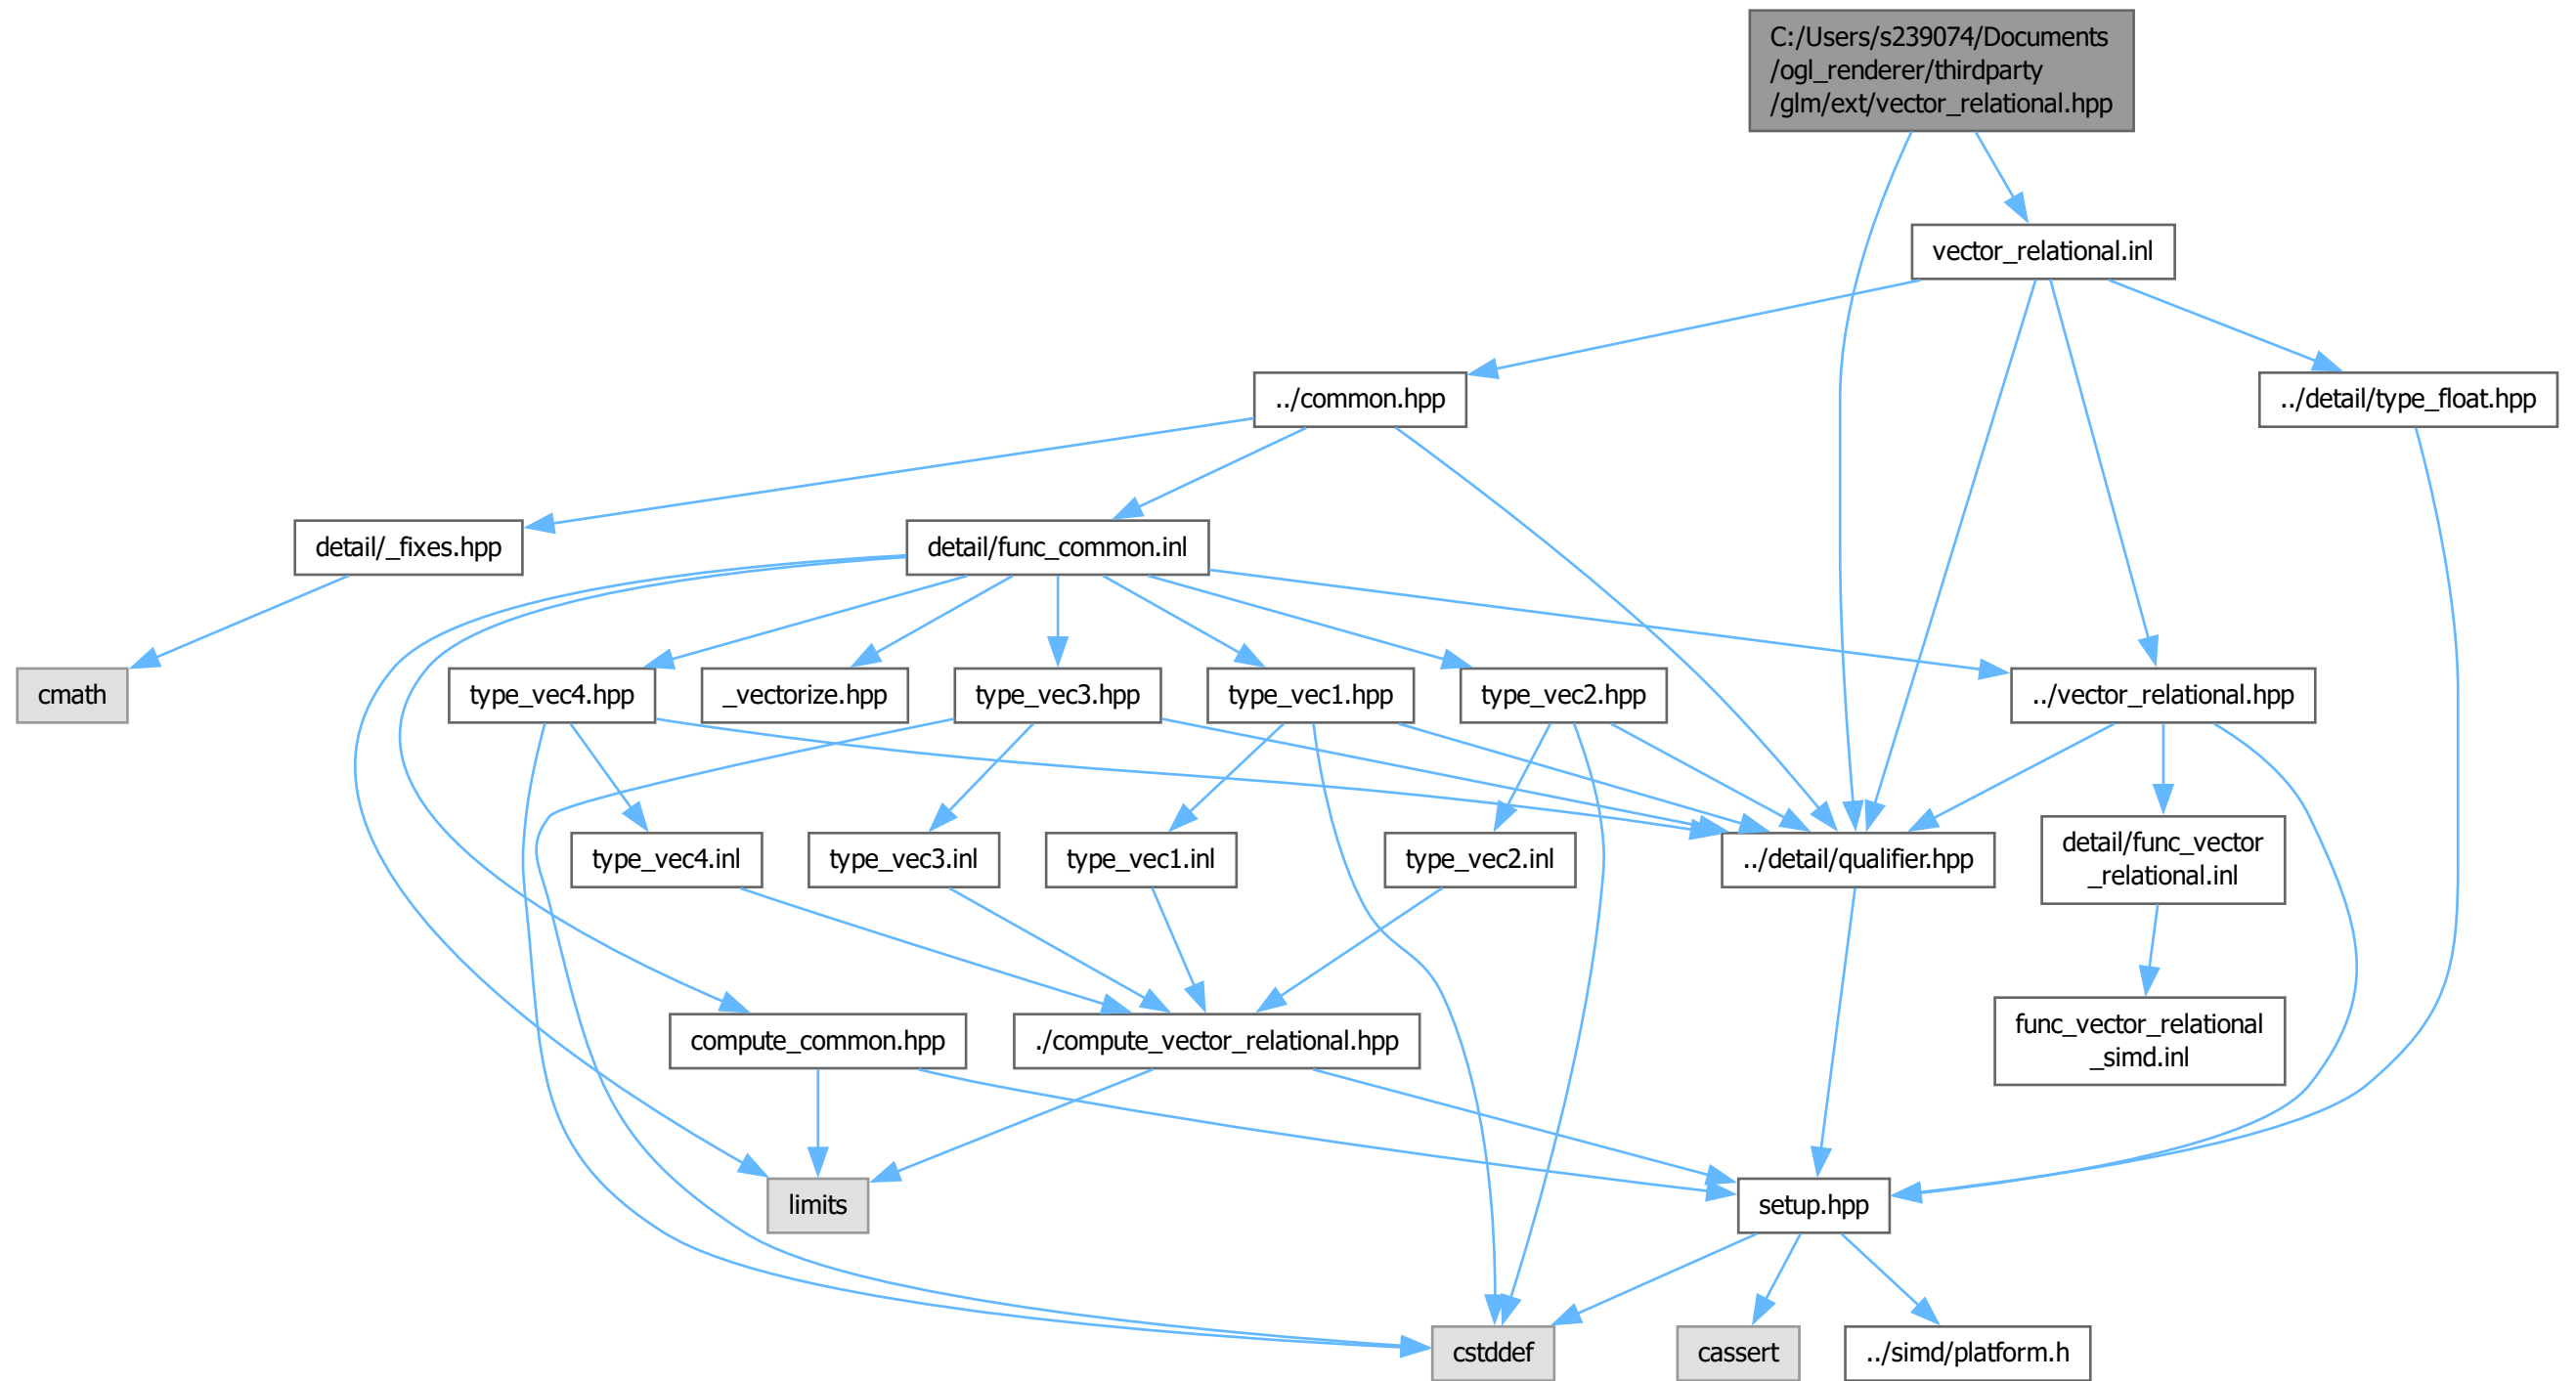 C:/Users/s239074/Documents
/ogl_renderer/thirdparty
/glm/ext/vector_relational.hpp
vector_relational.inl
../common.hpp
../detail/type_float.hpp
detail/_fixes.hpp
detail/func_common.inl
cmath
type_vec4.hpp
_vectorize.hpp
type_vec3.hpp
type_vec1.hpp
type_vec2.hpp
../vector_relational.hpp
type_vec4.inl
type_vec3.inl
type_vec1.inl
type_vec2.inl
../detail/qualifier.hpp
detail/func_vector
_relational.inl
compute_common.hpp
./compute_vector_relational.hpp
func_vector_relational
_simd.inl
limits
setup.hpp
cstddef
cassert
../simd/platform.h